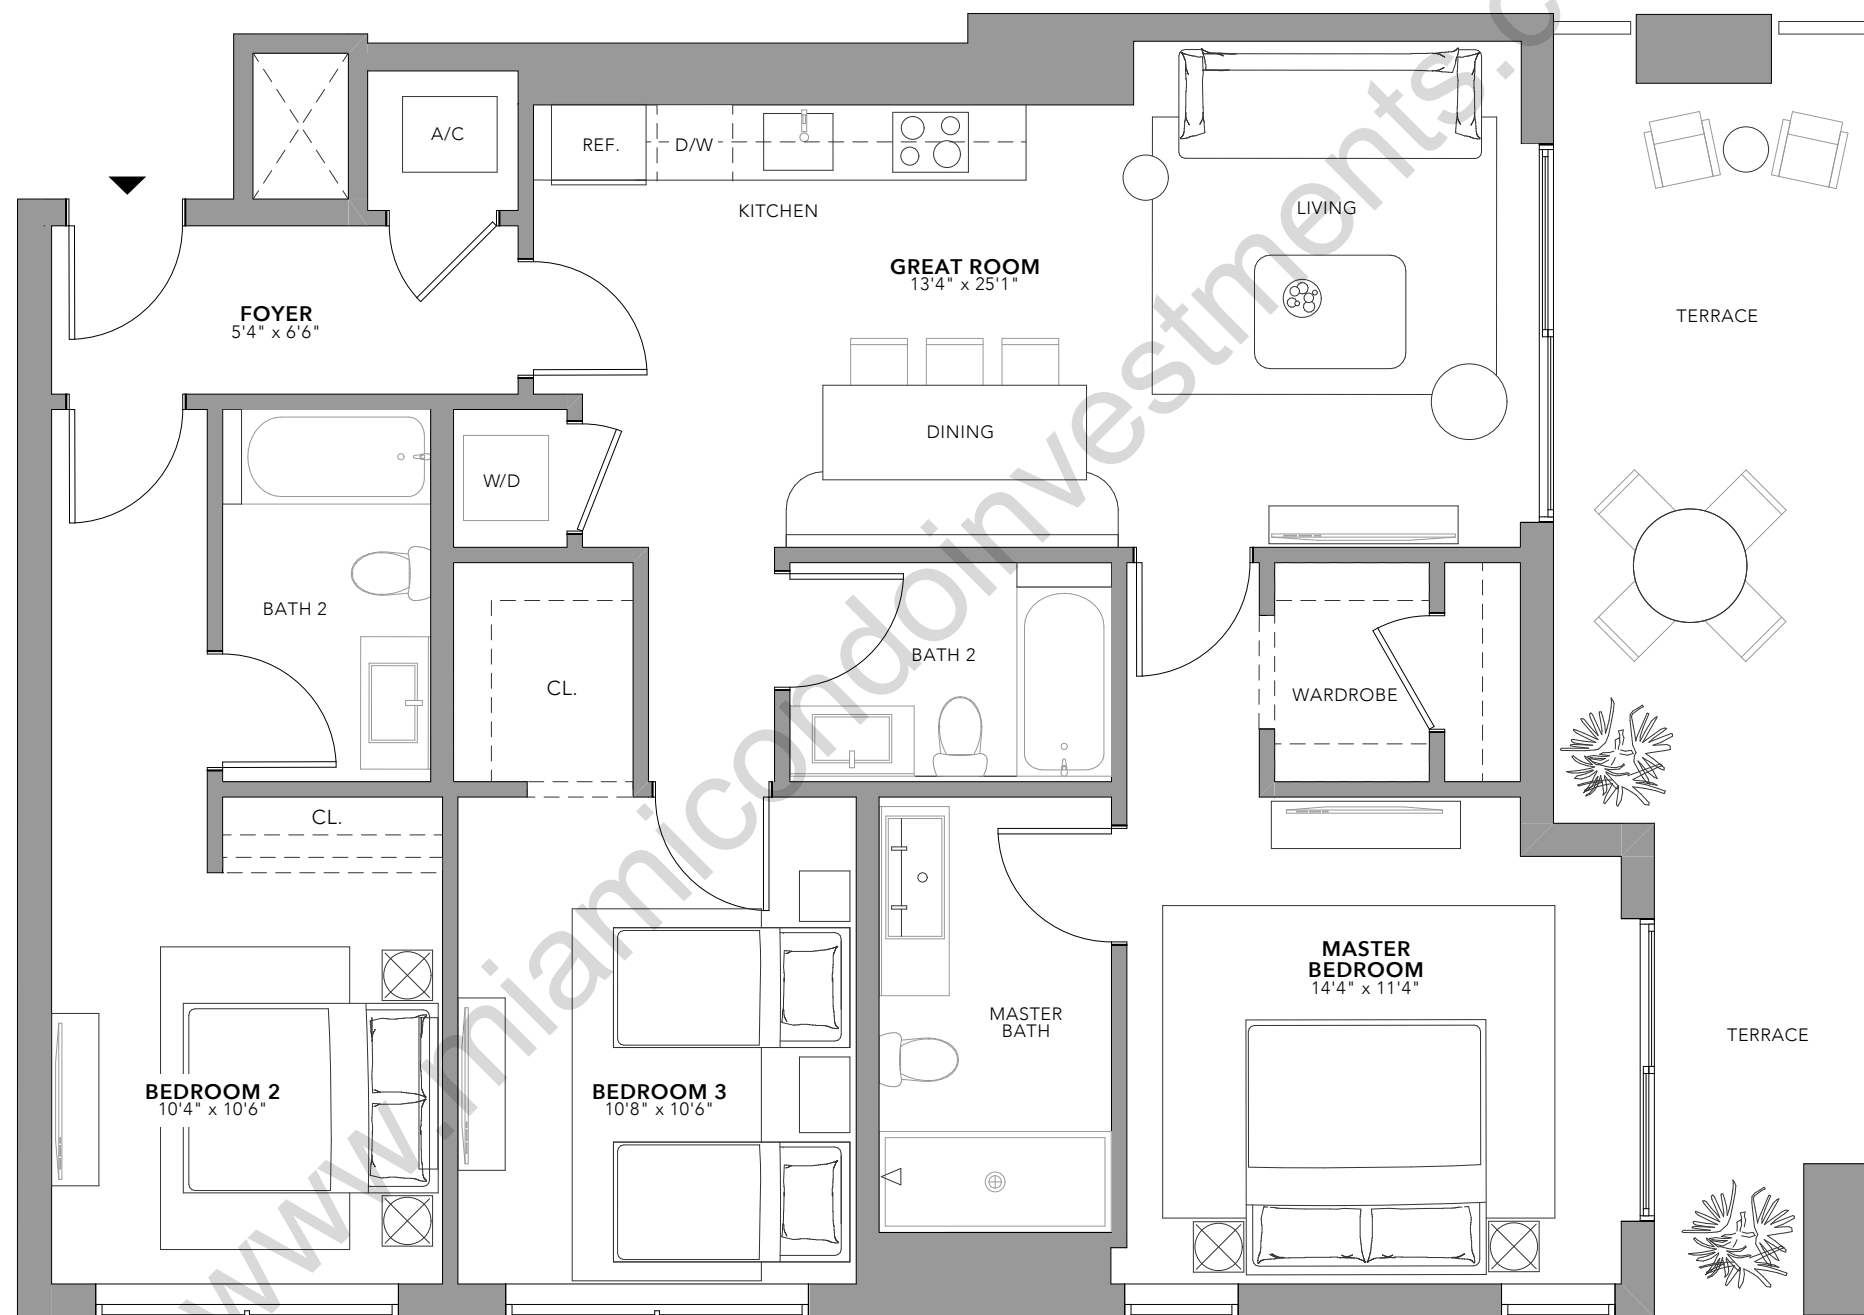 A/C
REF.
D/W
KITCHEN
LIVING
GREAT ROOM
13'4" x 25'1"
FOYER
5'4" x 6'6"
TERRACE
DINING
W/D
BATH 2
BATH 2
CL.
WARDROBE
CL.
MASTER
BEDROOM
14'4" x 11'4"
MASTER
BATH
TERRACE
BEDROOM 2
10'4" x 10'6"
BEDROOM 3
10'8" x 10'6"
www.miamicondoinvestments.c